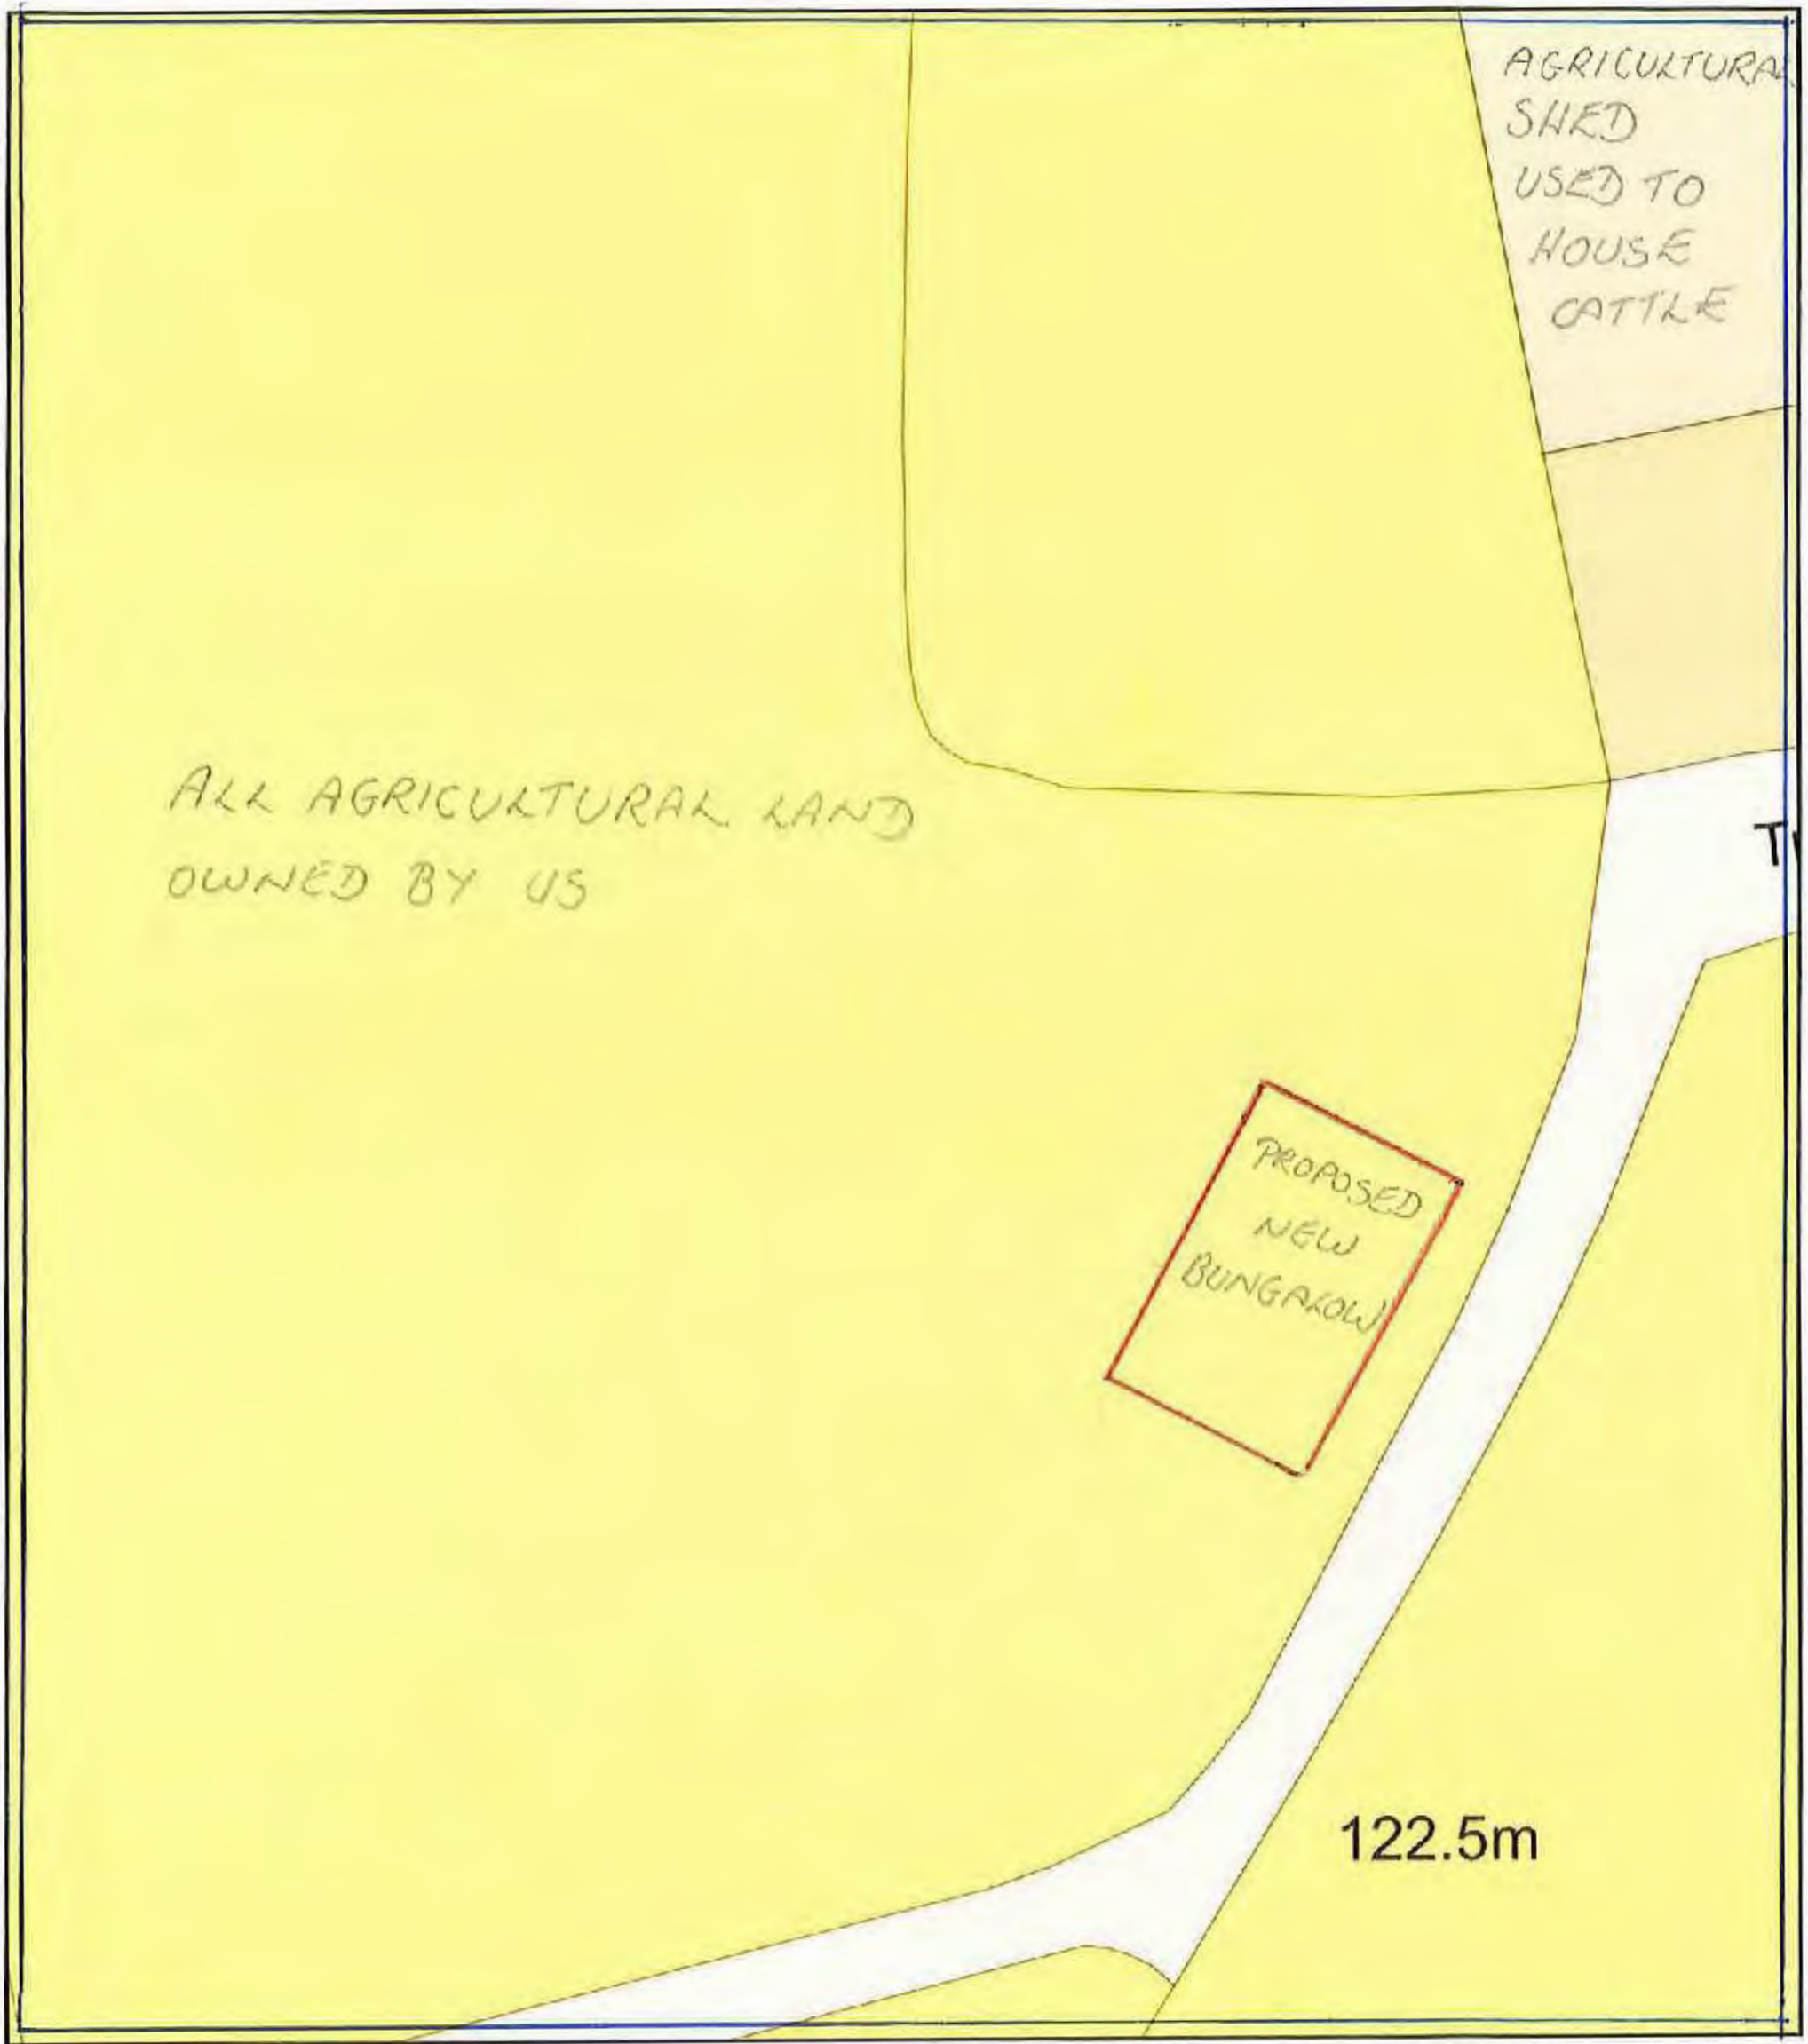 AGRICULTURAL
SHED
USED TO
HOUSE
CATTLE
ALL AGRICULTURAL LAND
OWNED BY US
PROPOSED
NEW
BUNGALOW
122.5m